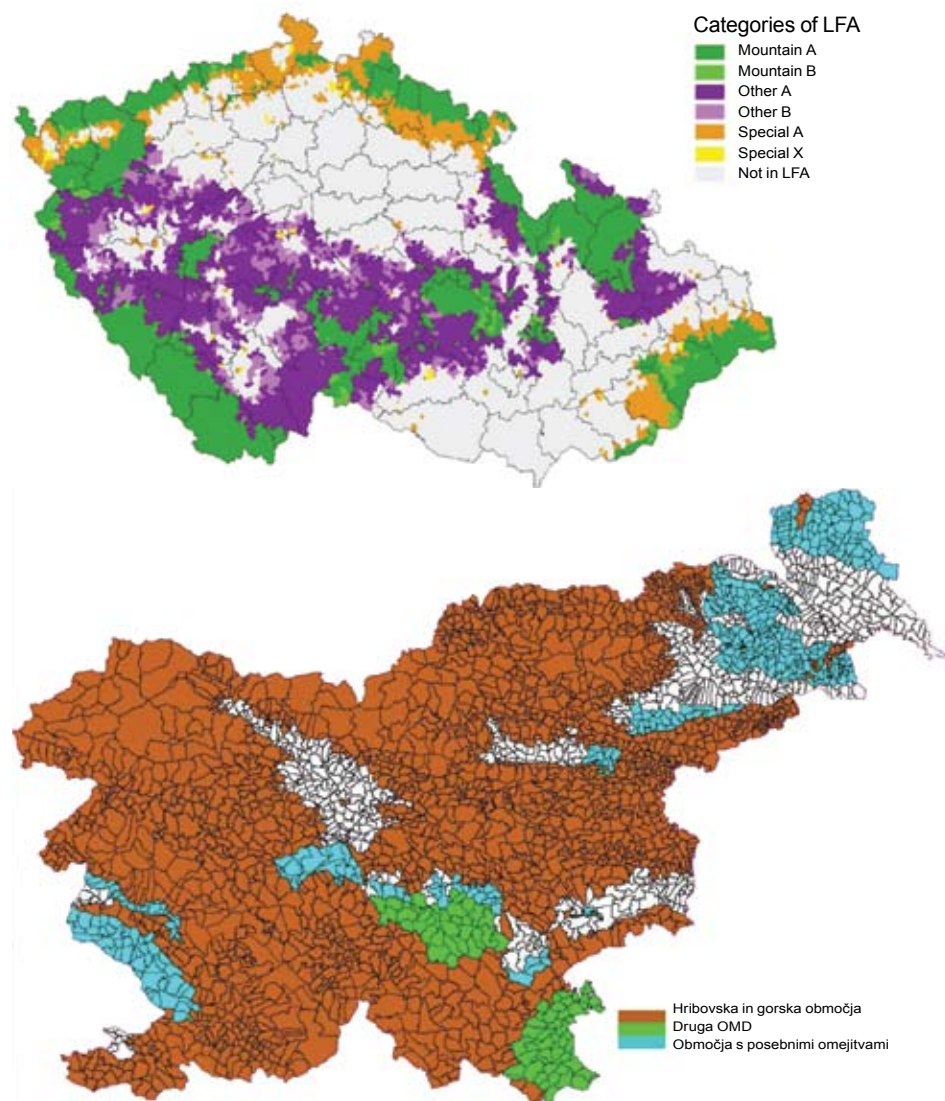 Categories of LFA
Mountain A
Mountain B
Other A
Other B
Special A
Special X
Not in LFA
Hribovska in gorska območja
Druga OMD
Območja s posebnimi omejitvami